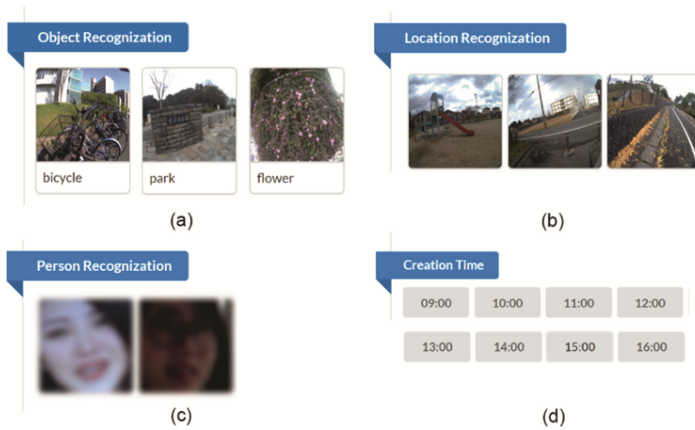 Object Recognization
bicycle
park
flower
(a)
Location Recognization
(b)
Person Recognization
(c)
Creation Time
09:00
10:00
11:00
12:00
13:00
14:00
15:00
16:00
(d)